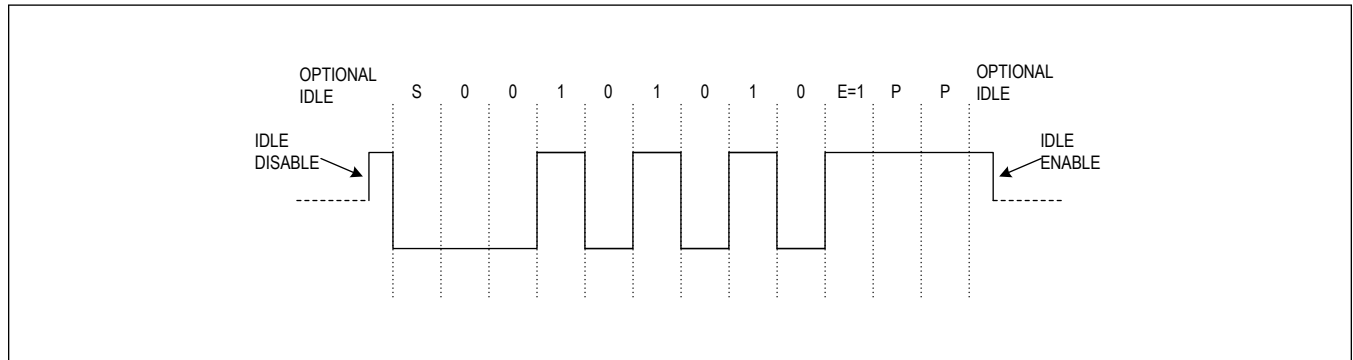 OPTIONAL
IDLE
S 0 0 1 0 1 0 1 0 E=1 P P
OPTIONAL
IDLE
IDLE
DISABLE
IDLE
ENABLE